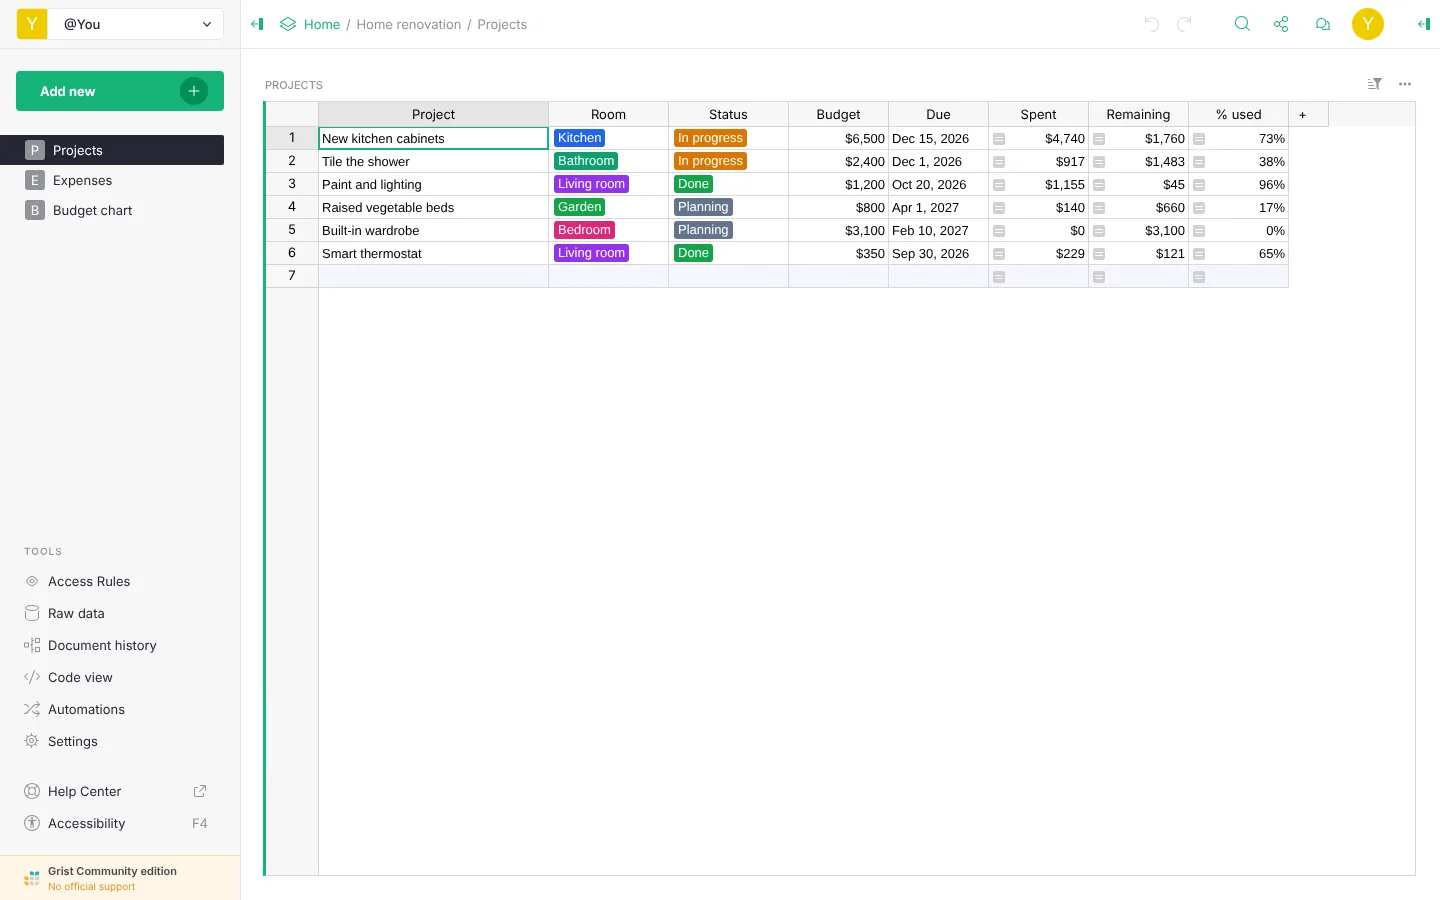 Y @You
Home / Home renovation / Projects
Y
Add new
Projects
Expenses
Budget chart
P
E
B
TOOLS
Access Rules
Raw data
Document history
Code view
Automations
Settings
Help Center
Accessibility F4
Grist Community edition
No official support
PROJECTS
Project Room Status Budget Due Spent Remaining % used +
1 New kitchen cabinets Kitchen In progress $6,500 Dec 15, 2026 $4,740 $1,760 73%
2 Tile the shower Bathroom In progress $2,400 Dec 1, 2026 $917 $1,483 38%
3 Paint and lighting Living room Done $1,200 Oct 20, 2026 $1,155 $45 96%
4 Raised vegetable beds Garden Planning $800 Apr 1, 2027 $140 $660 17%
5 Built-in wardrobe Bedroom Planning $3,100 Feb 10, 2027 $0 $3,100 0%
6 Smart thermostat Living room Done $350 Sep 30, 2026 $229 $121 65%
7